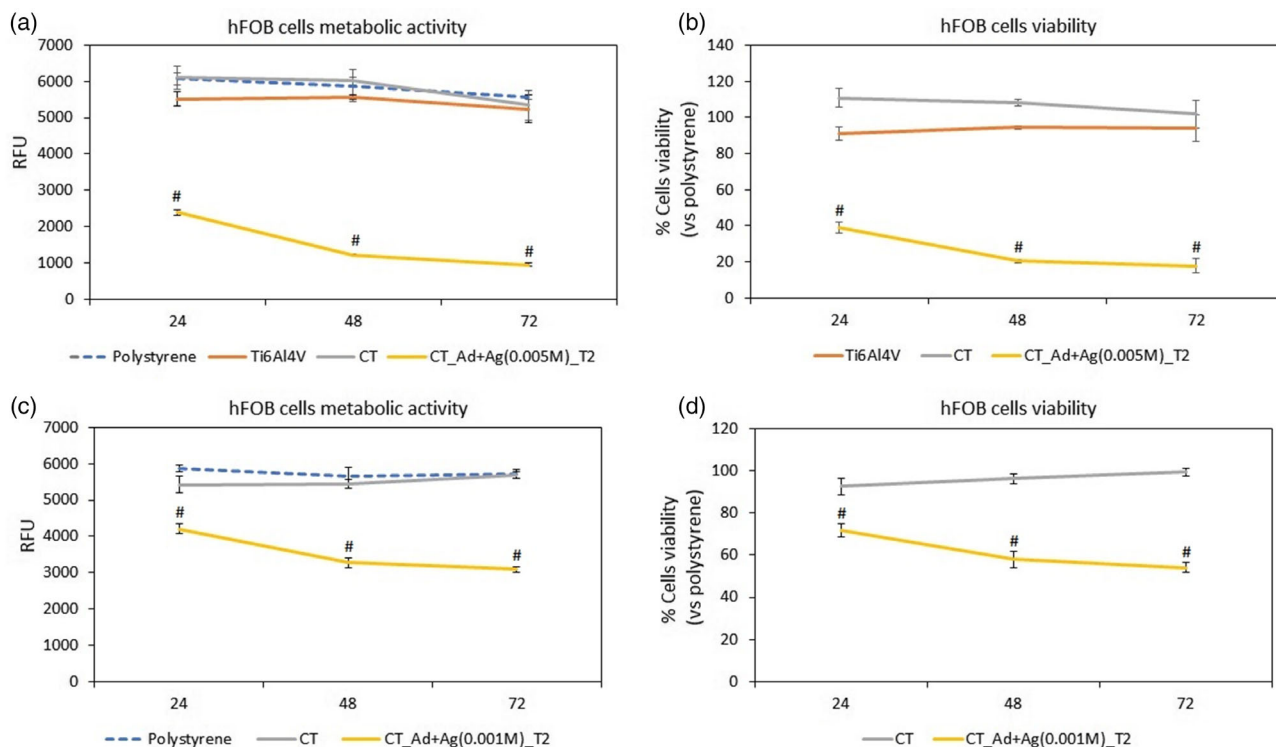 (a)
hFOB cells metabolic activity
7000
6000
5000
4000
3000
2000
1000
0
RFU
#
#
#
24 48 72
Polystyrene Ti6Al4V CT CT_Ad+Ag(0.005M)_T2
(b)
hFOB cells viability
140
120
100
80
60
40
20
0
% Cells viability
(vs polystyrene)
#
#
#
24 48 72
Ti6Al4V CT CT_Ad+Ag(0.005M)_T2
(c)
hFOB cells metabolic activity
7000
6000
5000
4000
3000
2000
1000
0
RFU
#
#
#
24 48 72
Polystyrene CT CT_Ad+Ag(0.001M)_T2
(d)
hFOB cells viability
120
100
80
60
40
20
0
% Cells viability
(vs polystyrene)
#
#
#
24 48 72
CT CT_Ad+Ag(0.001M)_T2